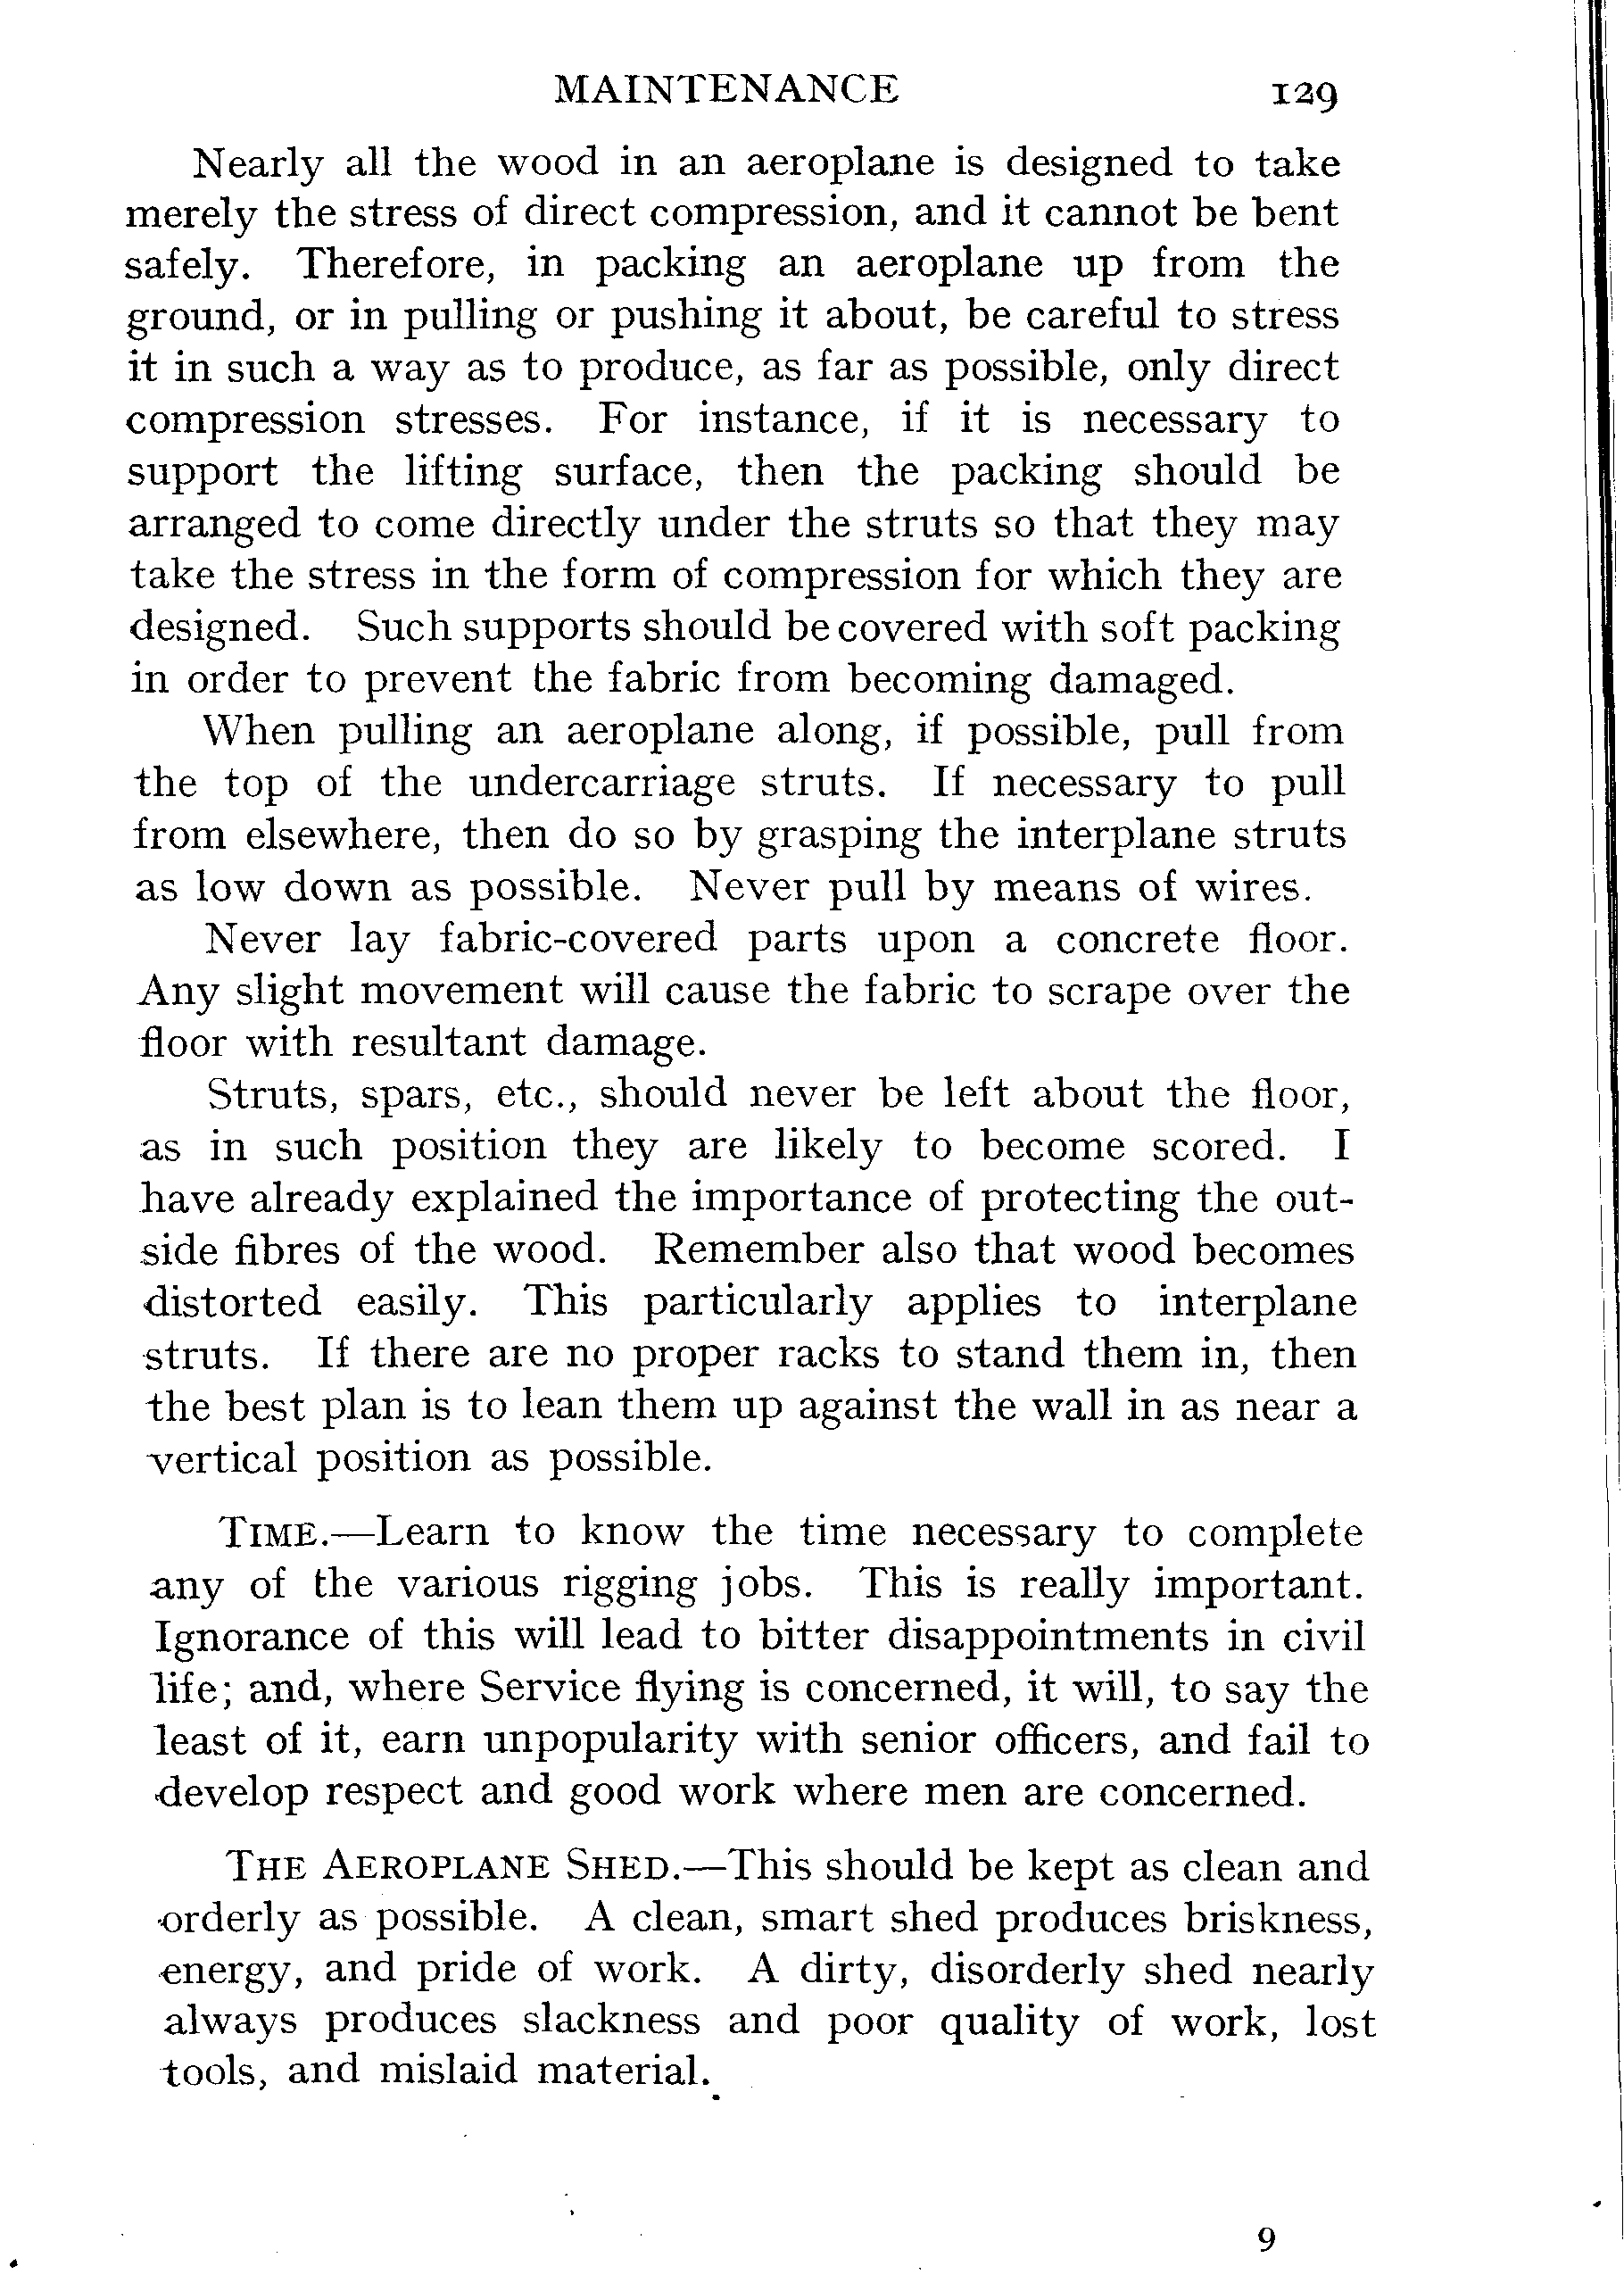 MAINTENANCE 129
Nearly all the wood in an aeroplane is designed to take
merely the stress of direct compression, and it cannot be bent
safely. Therefore, in packing an aeroplane up from the
ground, or in pulling or pushing it about, be careful to stress
it in such a way as to produce, as far as possible, only direct
compression stresses. For instance, if it is necessary to
support the lifting surface, then the packing should be
arranged to come directly under the struts so that they may
take the stress in the form of compression for which they are
designed. Such supports should be covered with soft packing
in order to prevent the fabric from becoming damaged.
When pulling an aeroplane along, if possible, pull from
the top of the undercarriage struts. If necessary to pull
from elsewhere, then do so by grasping the interplane struts
as low down as possible. Never pull by means of wires.
Never lay fabric-covered parts upon a concrete floor.
Any slight movement will cause the fabric to scrape over the
floor with resultant damage.
Struts, spars, etc., should never be left about the floor,
as in such position they are likely to become scored. I
have already explained the importance of protecting the out-
side fibres of the wood. Remember also that wood becomes
distorted easily. This particularly applies to interplane
struts. If there are no proper racks to stand them in, then
the best plan is to lean them up against the wall in as near a
vertical position as possible.
TIME.—Learn to know the time necessary to complete
any of the various rigging jobs. This is really important.
Ignorance of this will lead to bitter disappointments in civil
life; and, where Service flying is concerned, it will, to say the
least of it, earn unpopularity with senior officers, and fail to
develop respect and good work where men are concerned.
THE AEROPLANE SHED.—This should be kept as clean and
orderly as possible. A clean, smart shed produces briskness,
energy, and pride of work. A dirty, disorderly shed nearly
always produces slackness and poor quality of work, lost
tools, and mislaid material.
9